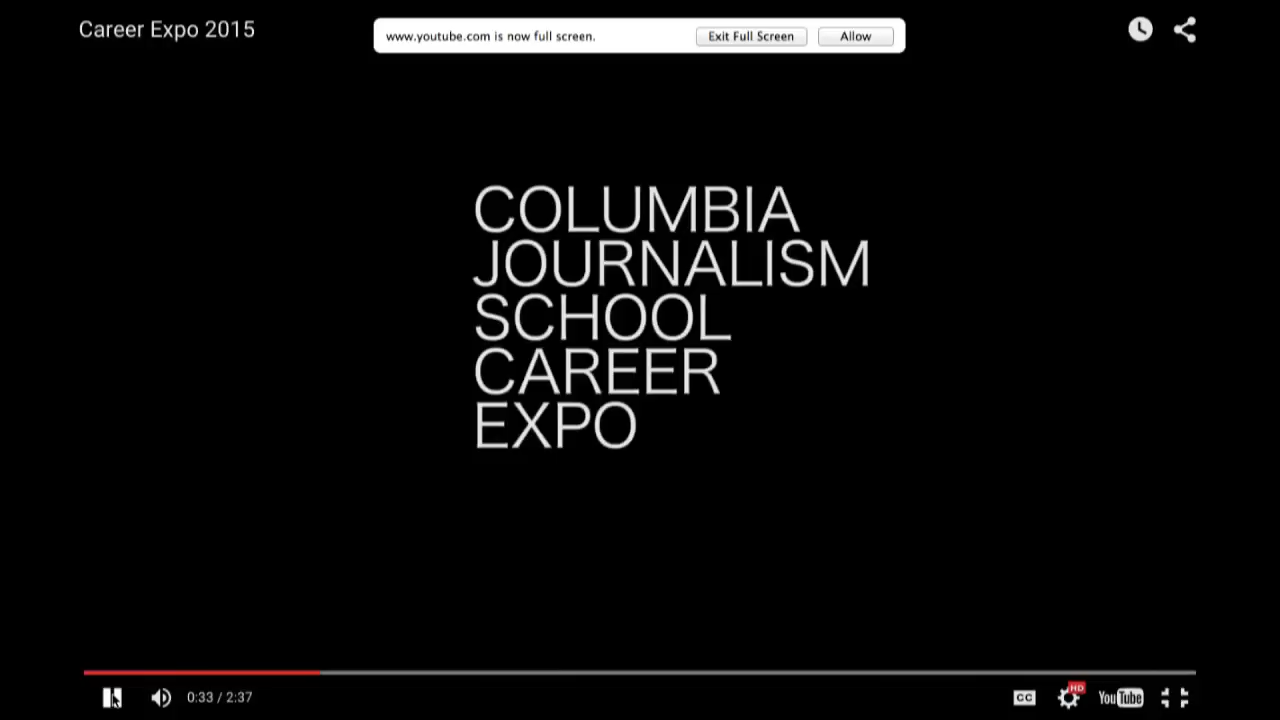 Career Expo 2015
www.youtube.com is now full screen.
Exit Full Screen
Allow
COLUMBIA
JOURNALISM
SCHOOL
CAREER
EXPO
0:33 / 2:37
CC
HD
YouTube